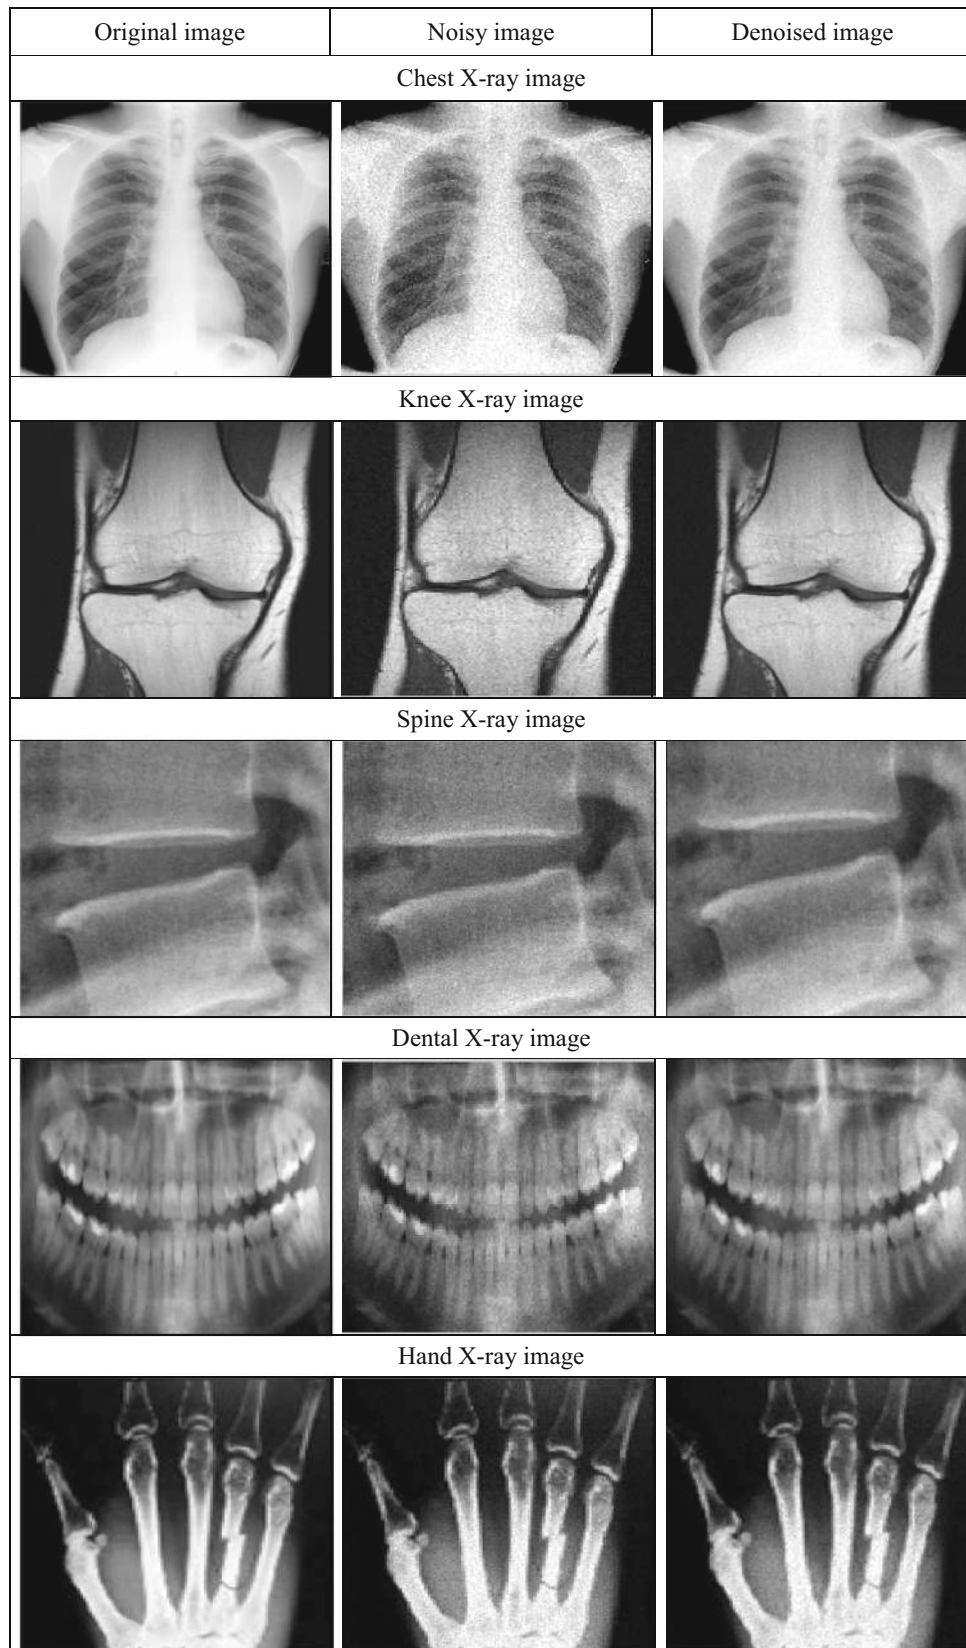 Original image
Noisy image
Denoised image
Chest X-ray image
Knee X-ray image
Spine X-ray image
Dental X-ray image
Hand X-ray image